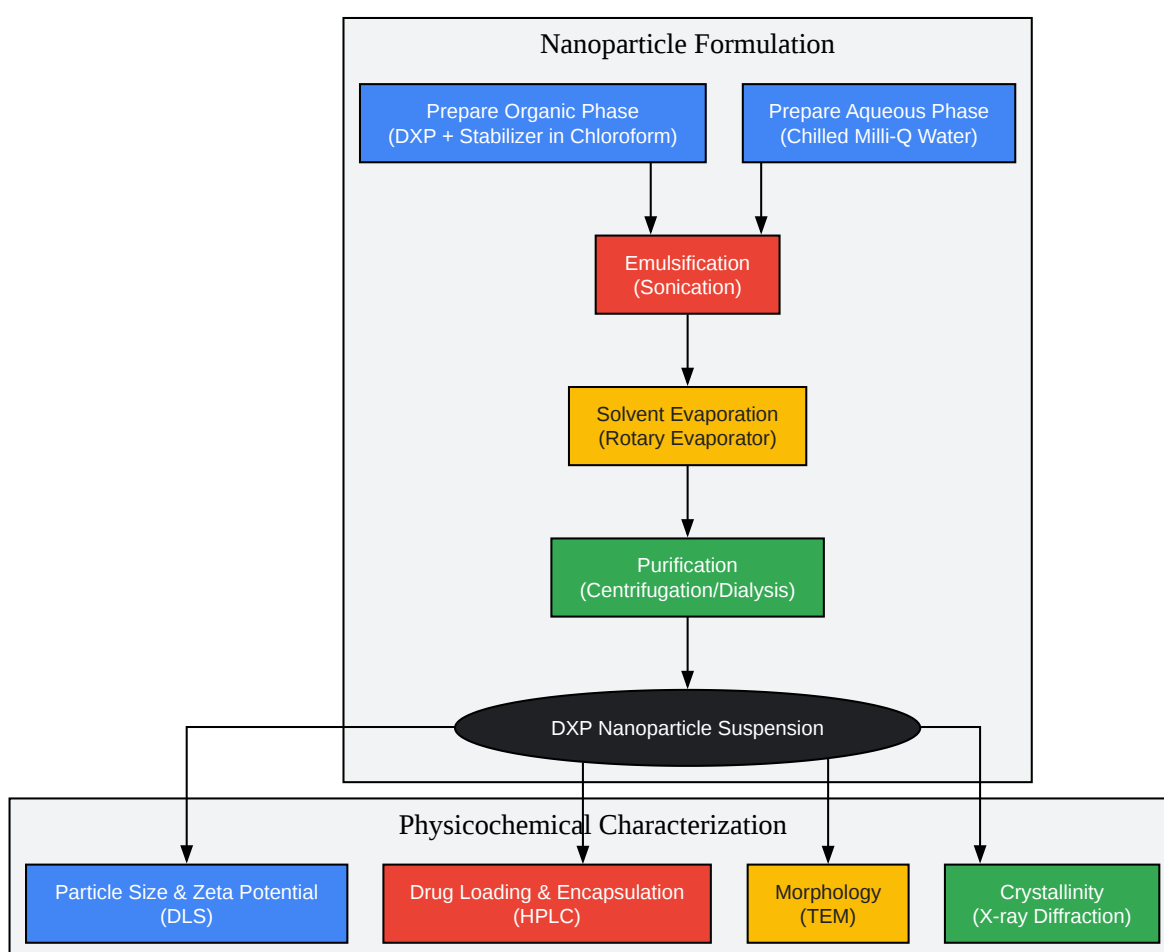 Nanoparticle Formulation
Prepare Organic Phase
(DXP + Stabilizer in Chloroform)
Prepare Aqueous Phase
(Chilled Milli-Q Water)
Emulsification
(Sonication)
Solvent Evaporation
(Rotary Evaporator)
Purification
(Centrifugation/Dialysis)
DXP Nanoparticle Suspension
Physicochemical Characterization
Particle Size & Zeta Potential
(DLS)
Drug Loading & Encapsulation
(HPLC)
Morphology
(TEM)
Crystallinity
(X-ray Diffraction)